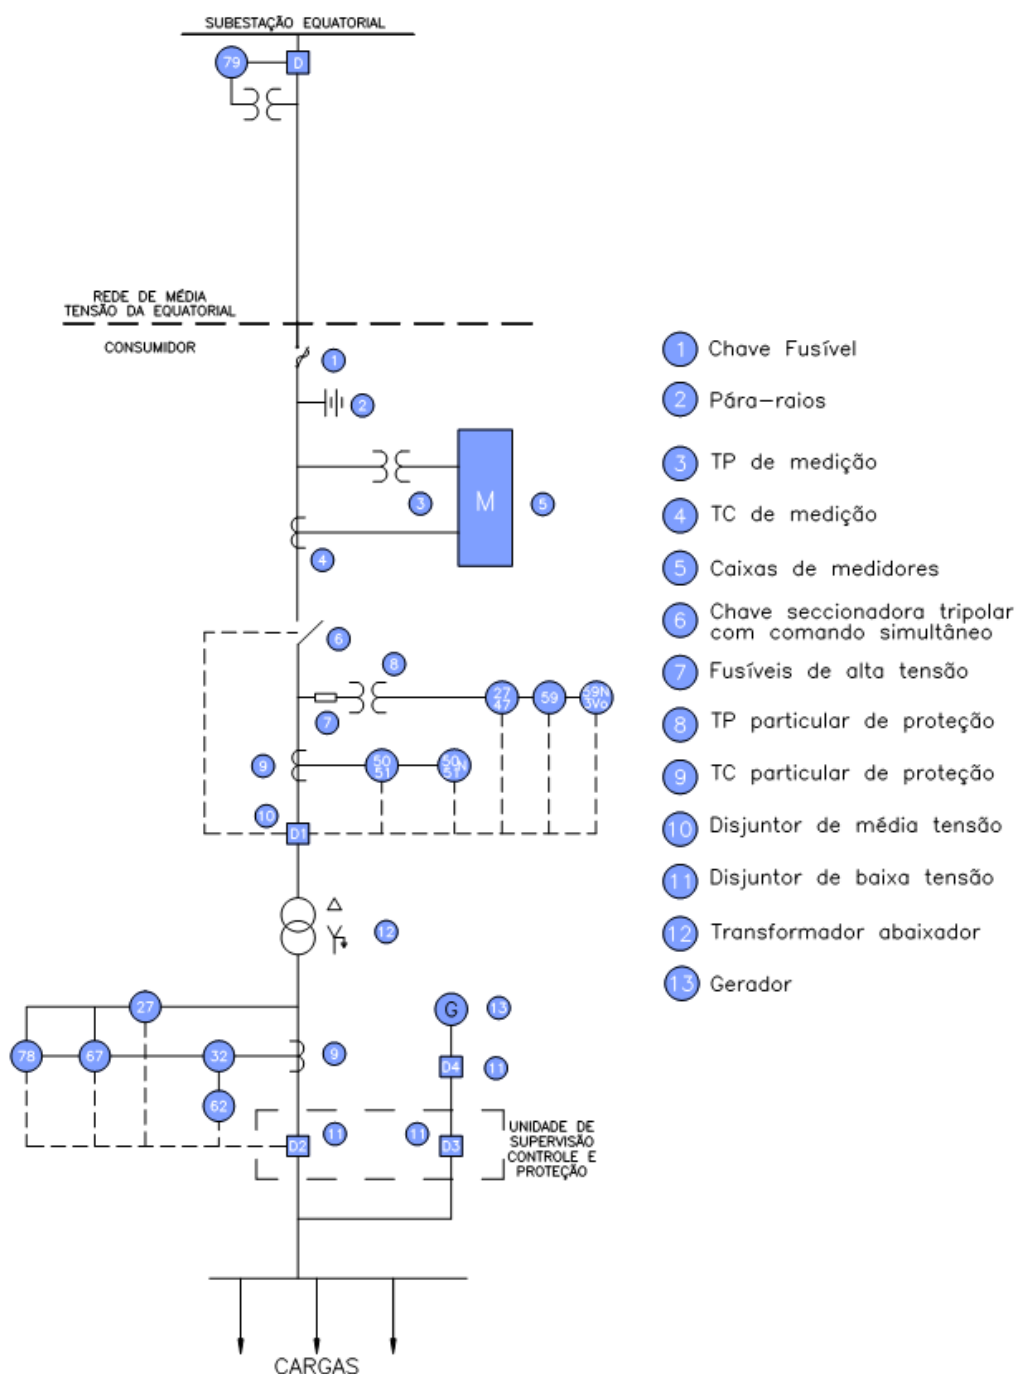 SUBESTAÇÃO EQUATORIAL
79
D
REDE DE MÉDIA
TENSÃO DA EQUATORIAL
CONSUMIDOR
1
2
3
M
5
4
6
8
7
27
47
59
59N
3Vo
9
50
51
50
51N
10
D1
12
27
G
13
78
67
32
9
D4
11
62
D2
11
11
D3
UNIDADE DE
SUPERVISÃO
CONTROLE E
PROTEÇÃO
CARGAS
1 Chave Fusível
2 Pára-raios
3 TP de medição
4 TC de medição
5 Caixas de medidores
6 Chave seccionadora tripolar
com comando simultâneo
7 Fusíveis de alta tensão
8 TP particular de proteção
9 TC particular de proteção
10 Disjuntor de média tensão
11 Disjuntor de baixa tensão
12 Transformador abaixador
13 Gerador